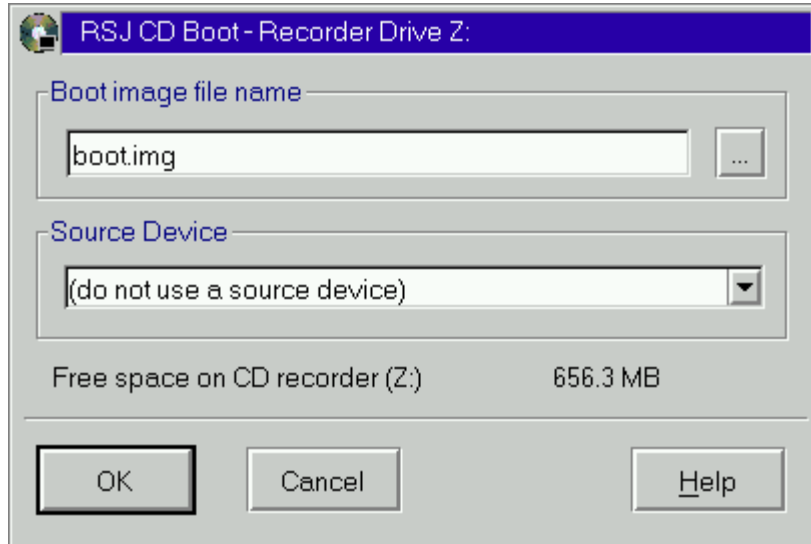 RSJ CD Boot - Recorder Drive Z:
Boot image file name
boot.img
...
Source Device
(do not use a source device)
Free space on CD recorder (Z:) 656.3 MB
OK Cancel Help